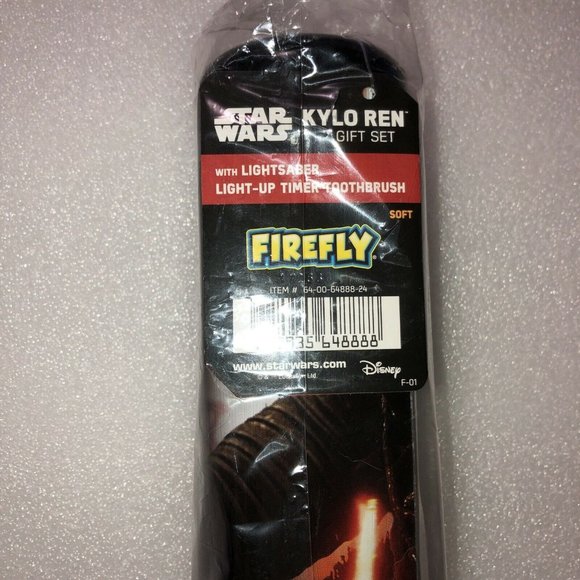 STAR WARS
KYLO REN™
GIFT SET
WITH LIGHTSABER
LIGHT-UP TIMER TOOTHBRUSH
SOFT
FIREFLY®
ITEM # 64-00-64888-24
35 648888
www.starwars.com
Disney
F-01